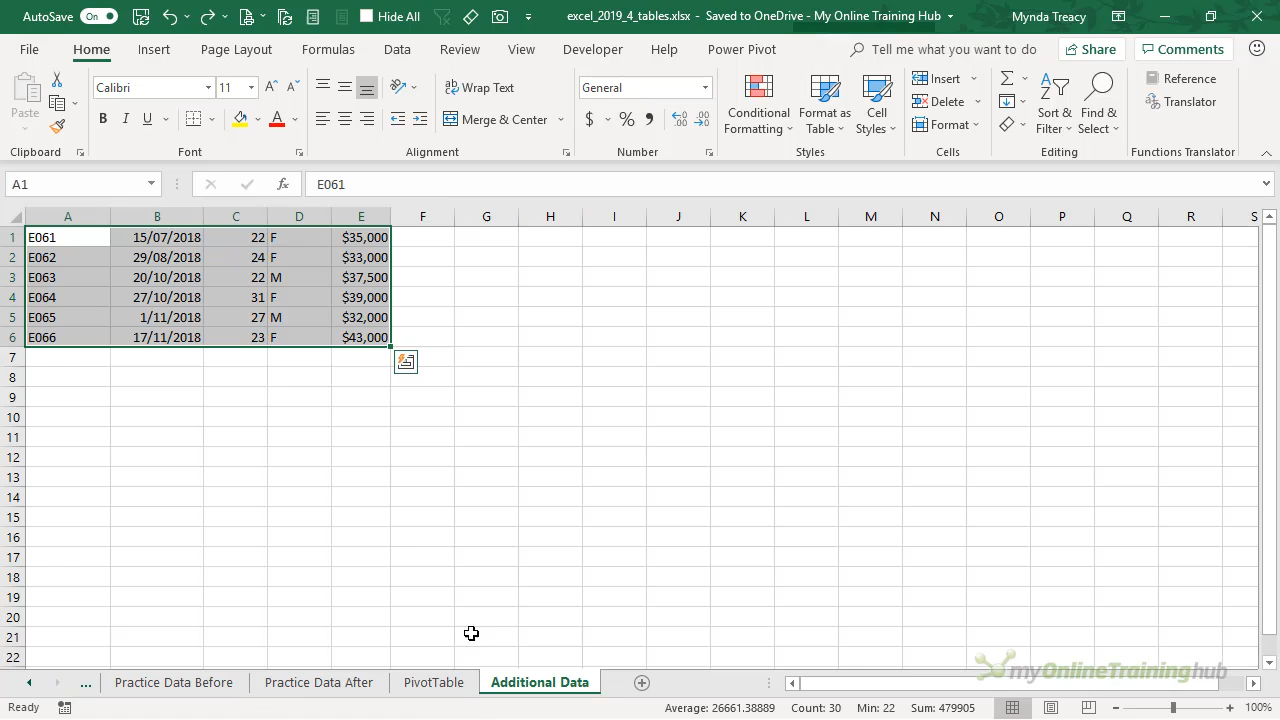 AutoSave On Hide All excel_2019_4_tables.xlsx - Saved to OneDrive - My Online Training Hub Mynda Treacy
File Home Insert Page Layout Formulas Data Review View Developer Help Power Pivot Tell me what you want to do Share Comments
Paste
Clipboard
Calibri 11
B I U A
Font
Wrap Text
Merge & Center
Alignment
General
$ % ,
Number
Conditional Formatting
Format as Table
Cell Styles
Styles
Insert
Delete
Format
Cells
Sort & Filter
Find & Select
Editing
Reference
Translator
Functions Translator
A1 fx E061
A B C D E F G H I J K L M N O P Q R S
1 E061 15/07/2018 22 F $35,000
2 E062 29/08/2018 24 F $33,000
3 E063 20/10/2018 22 M $37,500
4 E064 27/10/2018 31 F $39,000
5 E065 1/11/2018 27 M $32,000
6 E066 17/11/2018 23 F $43,000
7
8
9
10
11
12
13
14
15
16
17
18
19
20
21
22
myOnlineTraininghub
... Practice Data Before Practice Data After PivotTable Additional Data
Ready Average: 26661.38889 Count: 30 Min: 22 Sum: 479905 100%